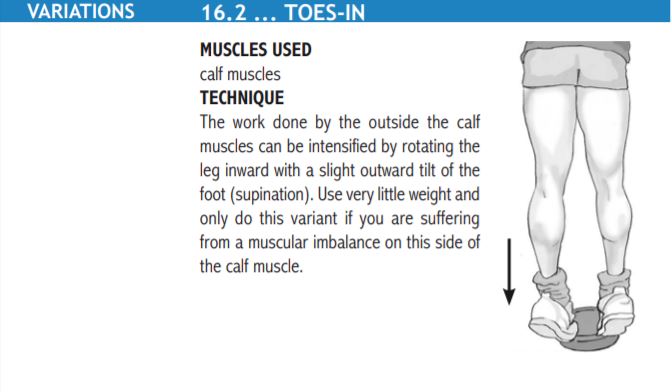 VARIATIONS 16.2 ... TOES-IN
MUSCLES USED
calf muscles
TECHNIQUE
The work done by the outside the calf
muscles can be intensified by rotating the
leg inward with a slight outward tilt of the
foot (supination). Use very little weight and
only do this variant if you are suffering
from a muscular imbalance on this side of
the calf muscle.